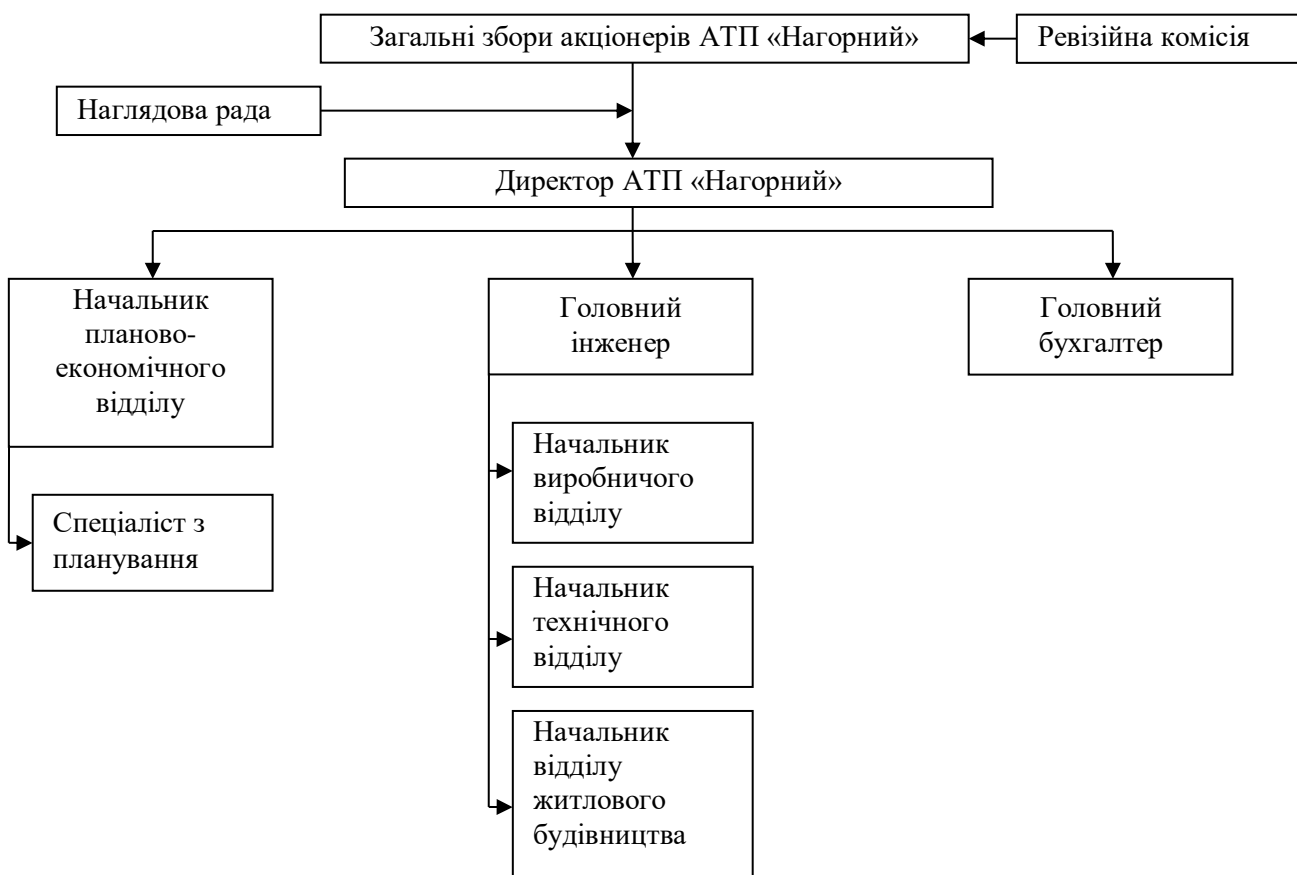 Загальні збори акціонерів АТП «Нагорний»
Ревізійна комісія
Наглядова рада
Директор АТП «Нагорний»
Начальник
планово-
економічного
відділу
Головний
інженер
Головний
бухгалтер
Начальник
виробничого
відділу
Спеціаліст з
планування
Начальник
технічного
відділу
Начальник
відділу
житлового
будівництва